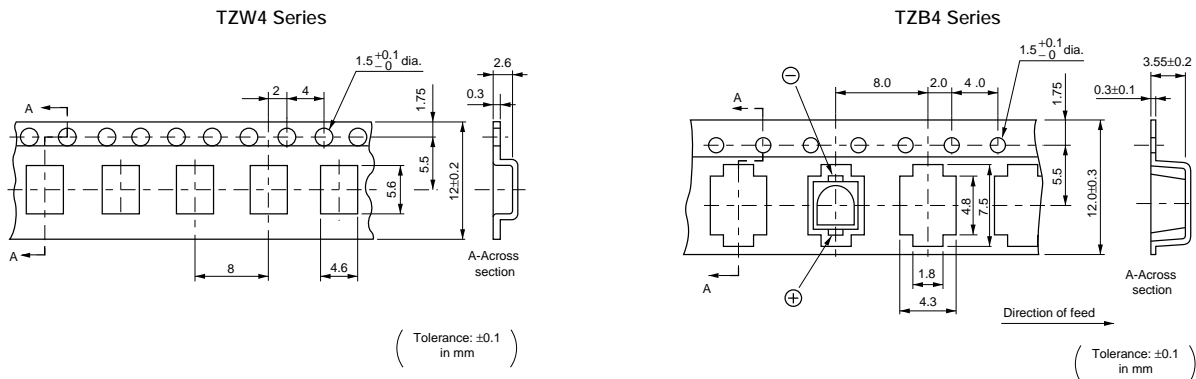 TZW4 Series
1.5 +0.1 −0 dia.
2.6
2
4
0.3
1.75
A
5.5
5.6
12±0.2
A
8
4.6
A-Across
section
Tolerance: ±0.1
in mm
TZB4 Series
1.5 +0.1 −0 dia.
3.55±0.2
−
8.0
2.0
4.0
0.3±0.1
1.75
A
5.5
4.8
7.5
12.0±0.3
A
+
1.8
4.3
A-Across
section
Direction of feed
Tolerance: ±0.1
in mm